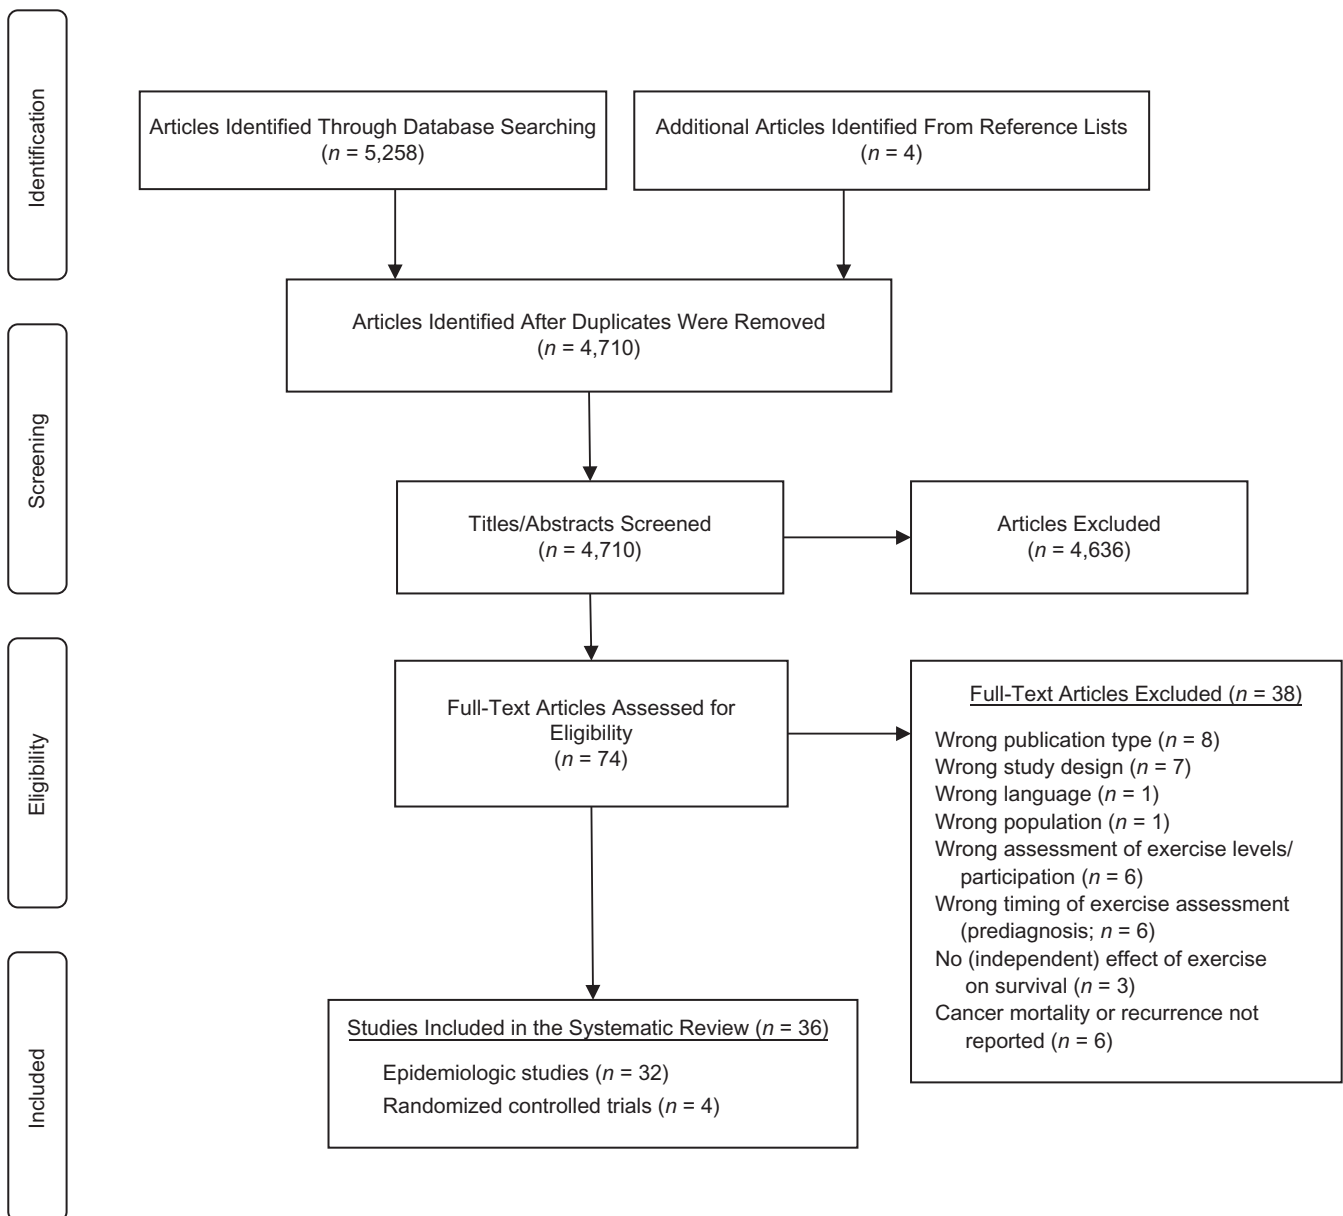 Identification
Articles Identified Through Database Searching
(n = 5,258)
Additional Articles Identified From Reference Lists
(n = 4)
Articles Identified After Duplicates Were Removed
(n = 4,710)
Screening
Titles/Abstracts Screened
(n = 4,710)
Articles Excluded
(n = 4,636)
Eligibility
Full-Text Articles Assessed for
Eligibility
(n = 74)
Full-Text Articles Excluded (n = 38)
Wrong publication type (n = 8)
Wrong study design (n = 7)
Wrong language (n = 1)
Wrong population (n = 1)
Wrong assessment of exercise levels/
participation (n = 6)
Wrong timing of exercise assessment
(prediagnosis; n = 6)
No (independent) effect of exercise
on survival (n = 3)
Cancer mortality or recurrence not
reported (n = 6)
Included
Studies Included in the Systematic Review (n = 36)
Epidemiologic studies (n = 32)
Randomized controlled trials (n = 4)